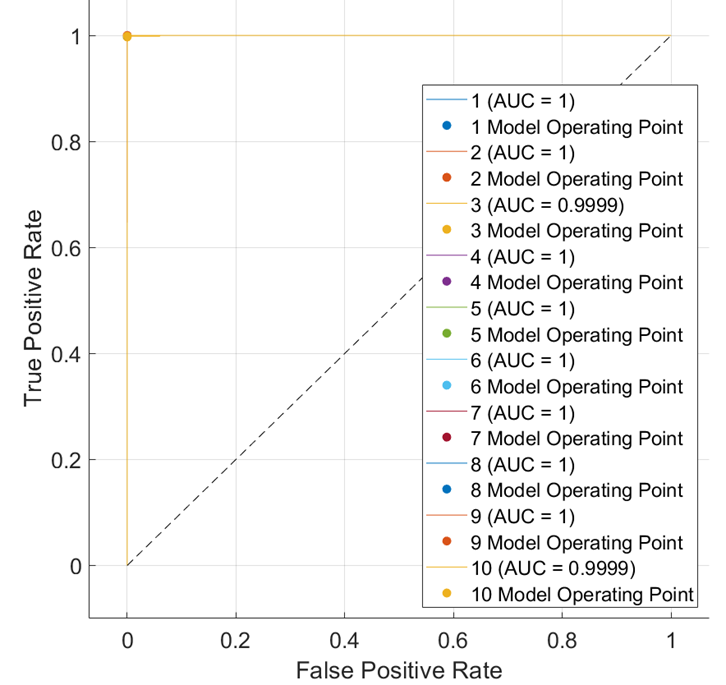 1
0.8
0.6
0.4
0.2
0
True Positive Rate
1 (AUC = 1)
1 Model Operating Point
2 (AUC = 1)
2 Model Operating Point
3 (AUC = 0.9999)
3 Model Operating Point
4 (AUC = 1)
4 Model Operating Point
5 (AUC = 1)
5 Model Operating Point
6 (AUC = 1)
6 Model Operating Point
7 (AUC = 1)
7 Model Operating Point
8 (AUC = 1)
8 Model Operating Point
9 (AUC = 1)
9 Model Operating Point
10 (AUC = 0.9999)
10 Model Operating Point
0 0.2 0.4 0.6 0.8 1
False Positive Rate